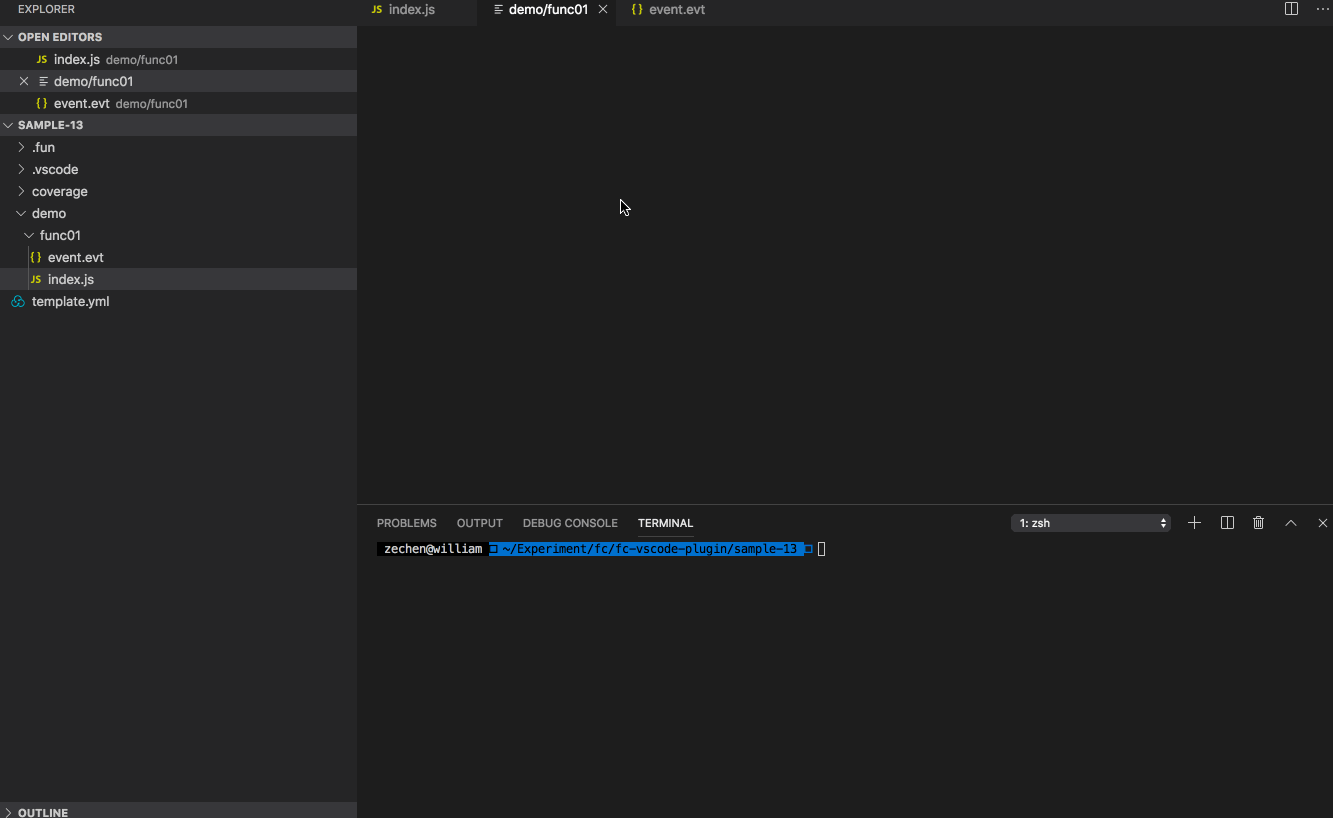 EXPLORER
OPEN EDITORS
JS index.js demo/func01
demo/func01
{} event.evt demo/func01
SAMPLE-13
.fun
.vscode
coverage
demo
func01
{} event.evt
JS index.js
template.yml
OUTLINE
JS index.js demo/func01 {} event.evt
PROBLEMS OUTPUT DEBUG CONSOLE TERMINAL 1: zsh
zechen@william ~/Experiment/fc/fc-vscode-plugin/sample-13